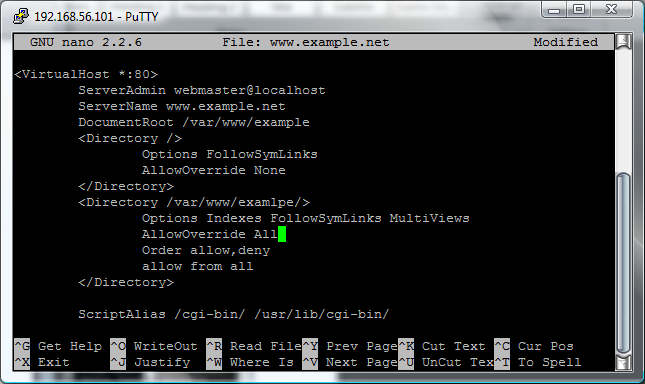 192.168.56.101 - PuTTY
GNU nano 2.2.6 File: www.example.net Modified
<VirtualHost *:80>
ServerAdmin webmaster@localhost
ServerName www.example.net
DocumentRoot /var/www/example
<Directory />
Options FollowSymLinks
AllowOverride None
</Directory>
<Directory /var/www/examlpe/>
Options Indexes FollowSymLinks MultiViews
AllowOverride All
Order allow,deny
allow from all
</Directory>
ScriptAlias /cgi-bin/ /usr/lib/cgi-bin/
^G Get Help ^O WriteOut ^R Read File^Y Prev Page^K Cut Text ^C Cur Pos
^X Exit ^J Justify ^W Where Is ^V Next Page^U UnCut Tex^T To Spell